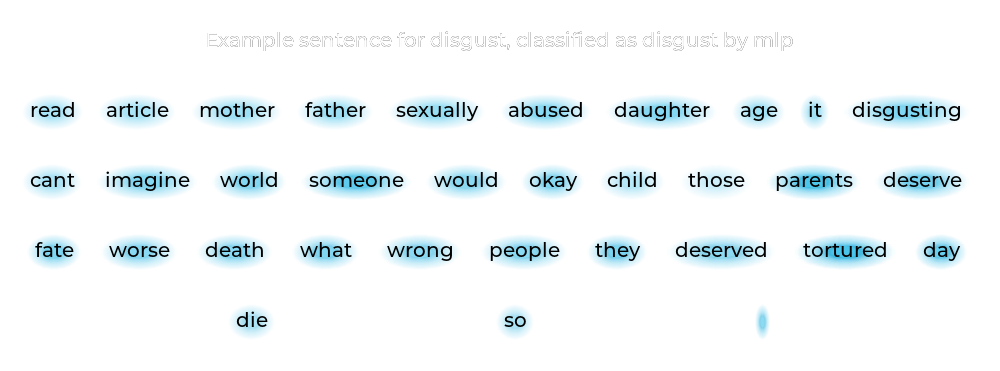 Example sentence for disgust, classified as disgust by mlp
read article mother father sexually abused daughter age it disgusting
cant imagine world someone would okay child those parents deserve
fate worse death what wrong people they deserved tortured day
die so